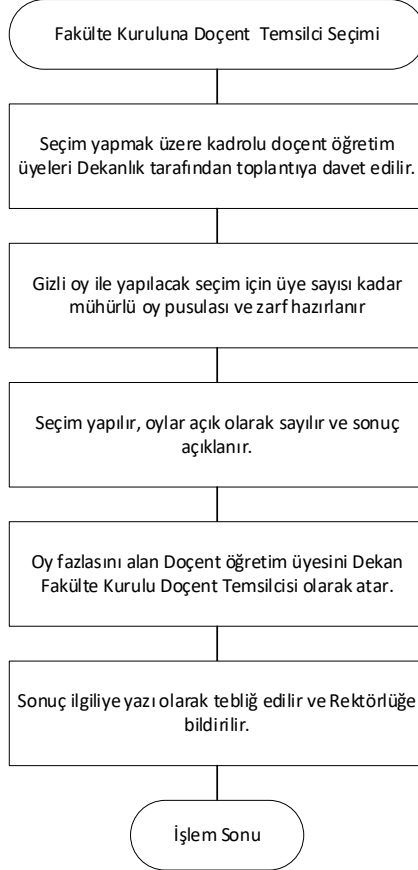 Fakülte Kuruluna Doçent Temsilci Seçimi
Seçim yapmak üzere kadrolu doçent öğretim
üyeleri Dekanlık tarafından toplantıya davet edilir.
Gizli oy ile yapılacak seçim için üye sayısı kadar
mühürlü oy pusulası ve zarf hazırlanır
Seçim yapılır, oylar açık olarak sayılır ve sonuç
açıklanır.
Oy fazlasını alan Doçent öğretim üyesini Dekan
Fakülte Kurulu Doçent Temsilcisi olarak atar.
Sonuç ilgiliye yazı olarak tebliğ edilir ve Rektörlüğe
bildirilir.
İşlem Sonu